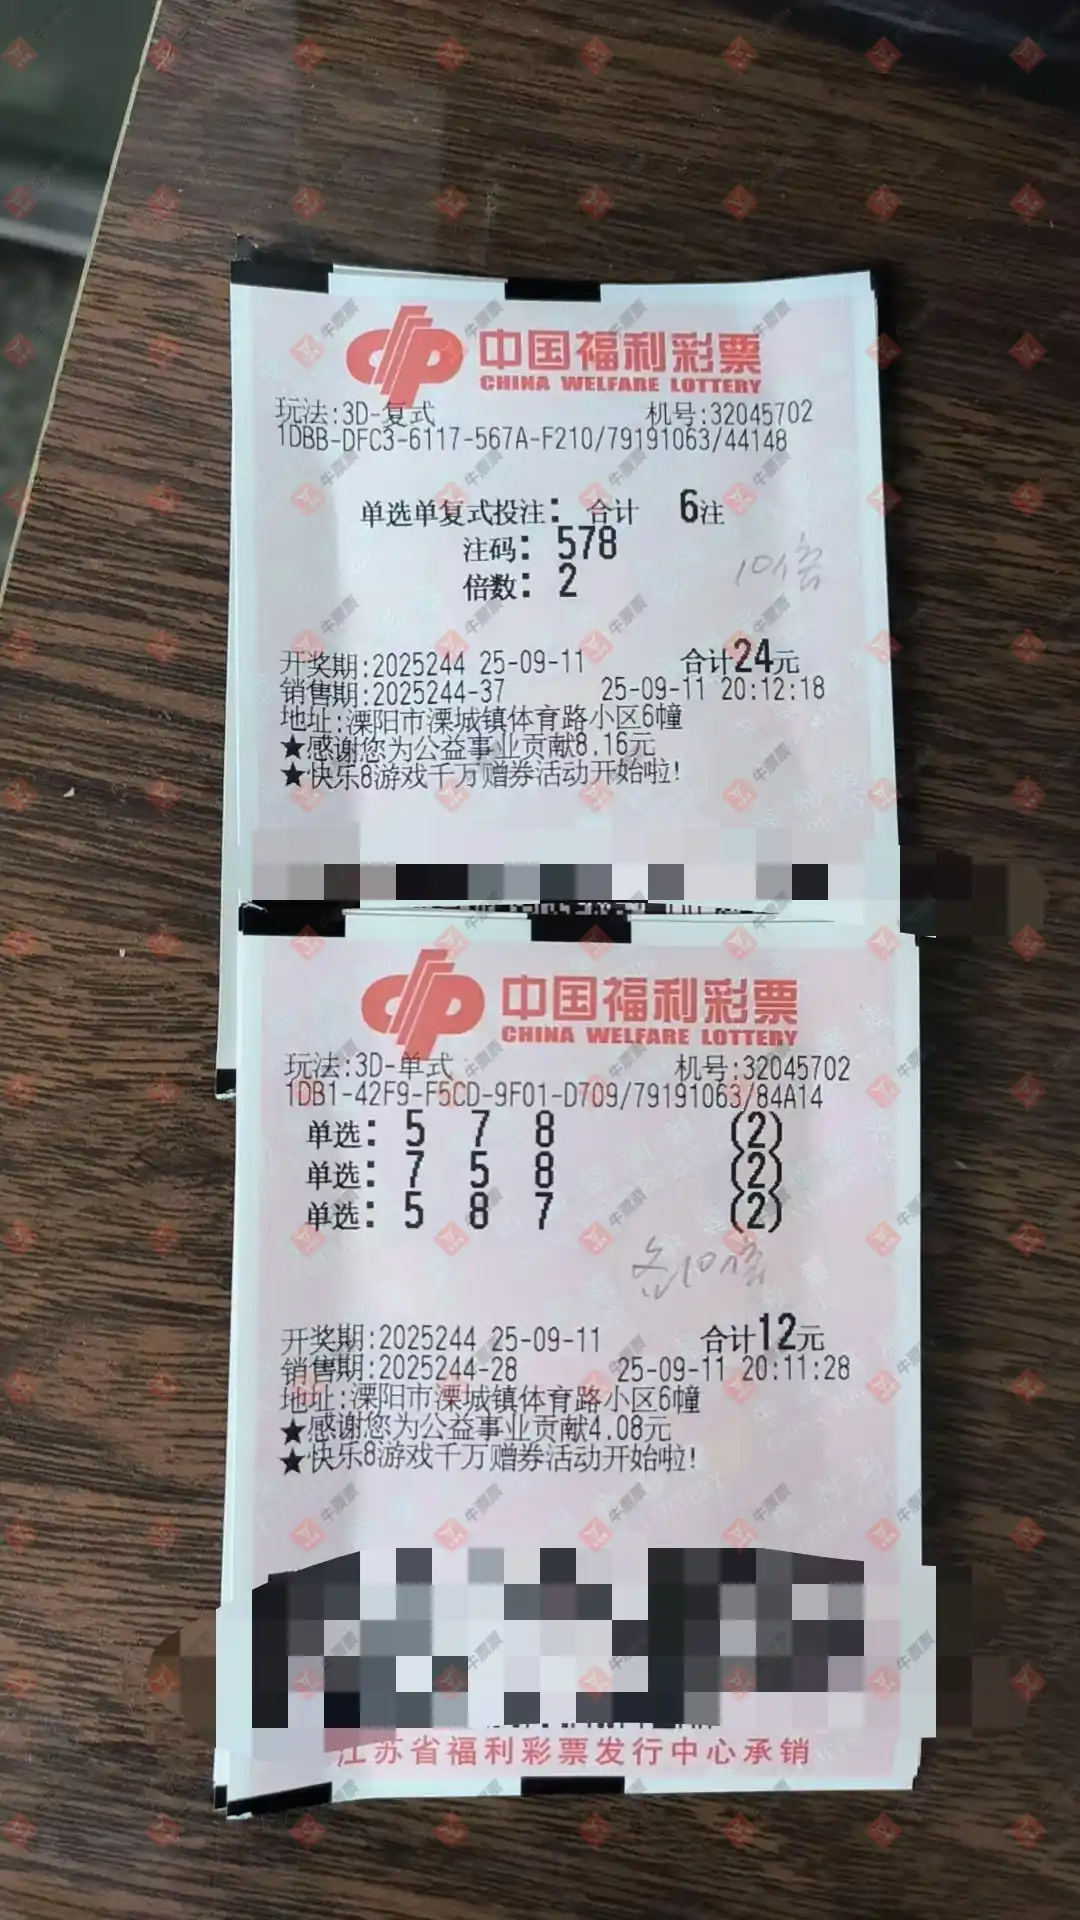 中国福利彩票
CHINA WELFARE LOTTERY
玩法:3D-复式 机号:32045702
1DBB-DFC3-6117-567A-F210/79191063/44148
单选单复式投注: 合计 6注
注码: 578
倍数: 2
10倍
开奖期:2025244 25-09-11 合计24元
销售期:2025244-37 25-09-11 20:12:18
地址:溧阳市溧城镇体育路小区6幢
★感谢您为公益事业贡献8.16元
★快乐8游戏千万赠券活动开始啦!
中国福利彩票
CHINA WELFARE LOTTERY
玩法:3D-单式 机号:32045702
1DB1-42F9-F5CD-9F01-D709/79191063/84A14
单选: 5 7 8 (2)
单选: 7 5 8 (2)
单选: 5 8 7 (2)
各10倍
开奖期:2025244 25-09-11 合计12元
销售期:2025244-28 25-09-11 20:11:28
地址:溧阳市溧城镇体育路小区6幢
★感谢您为公益事业贡献4.08元
★快乐8游戏千万赠券活动开始啦!
江苏省福利彩票发行中心承销
牛票票